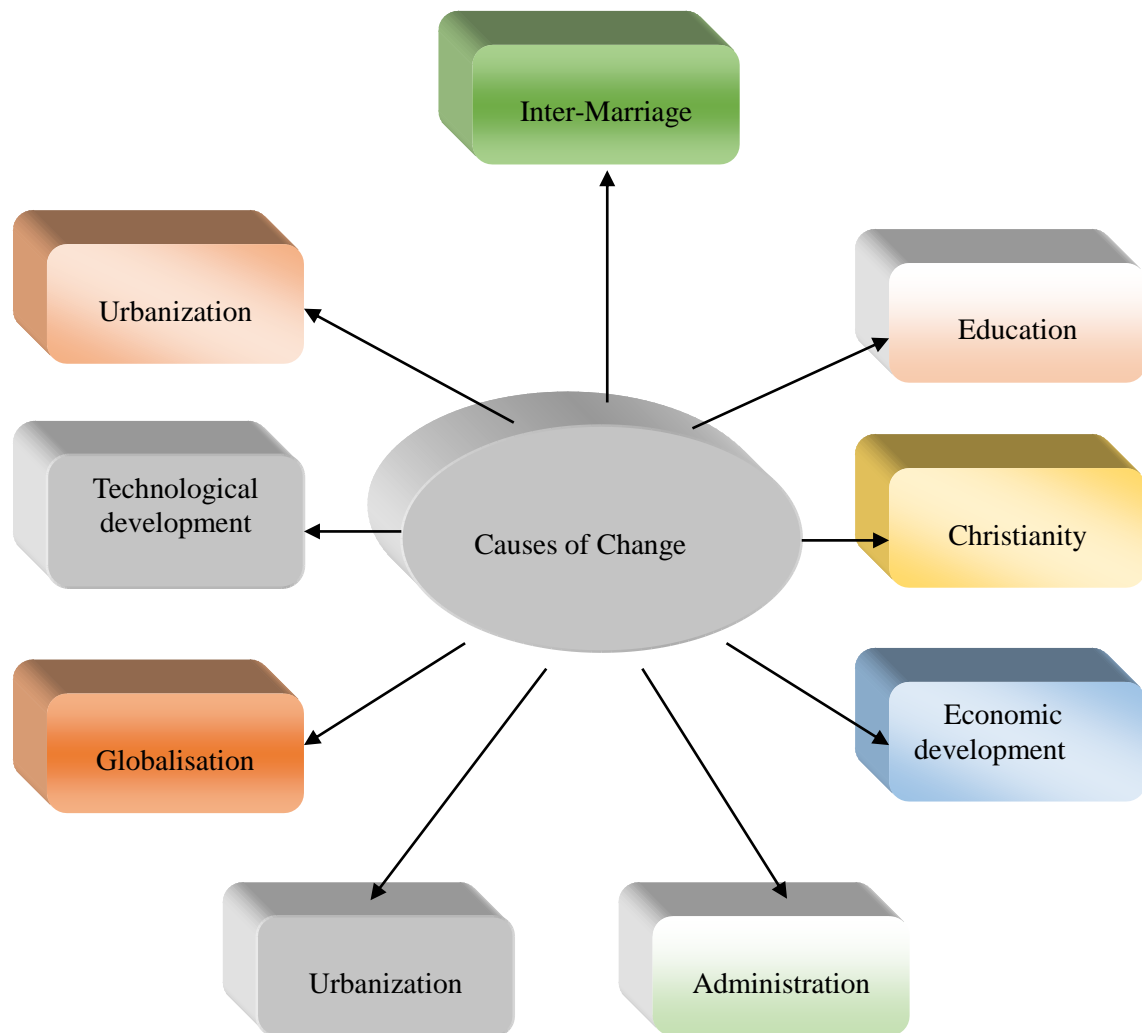 Inter-Marriage
Urbanization
Education
Technological
development
Causes of Change
Christianity
Globalisation
Economic
development
Urbanization
Administration